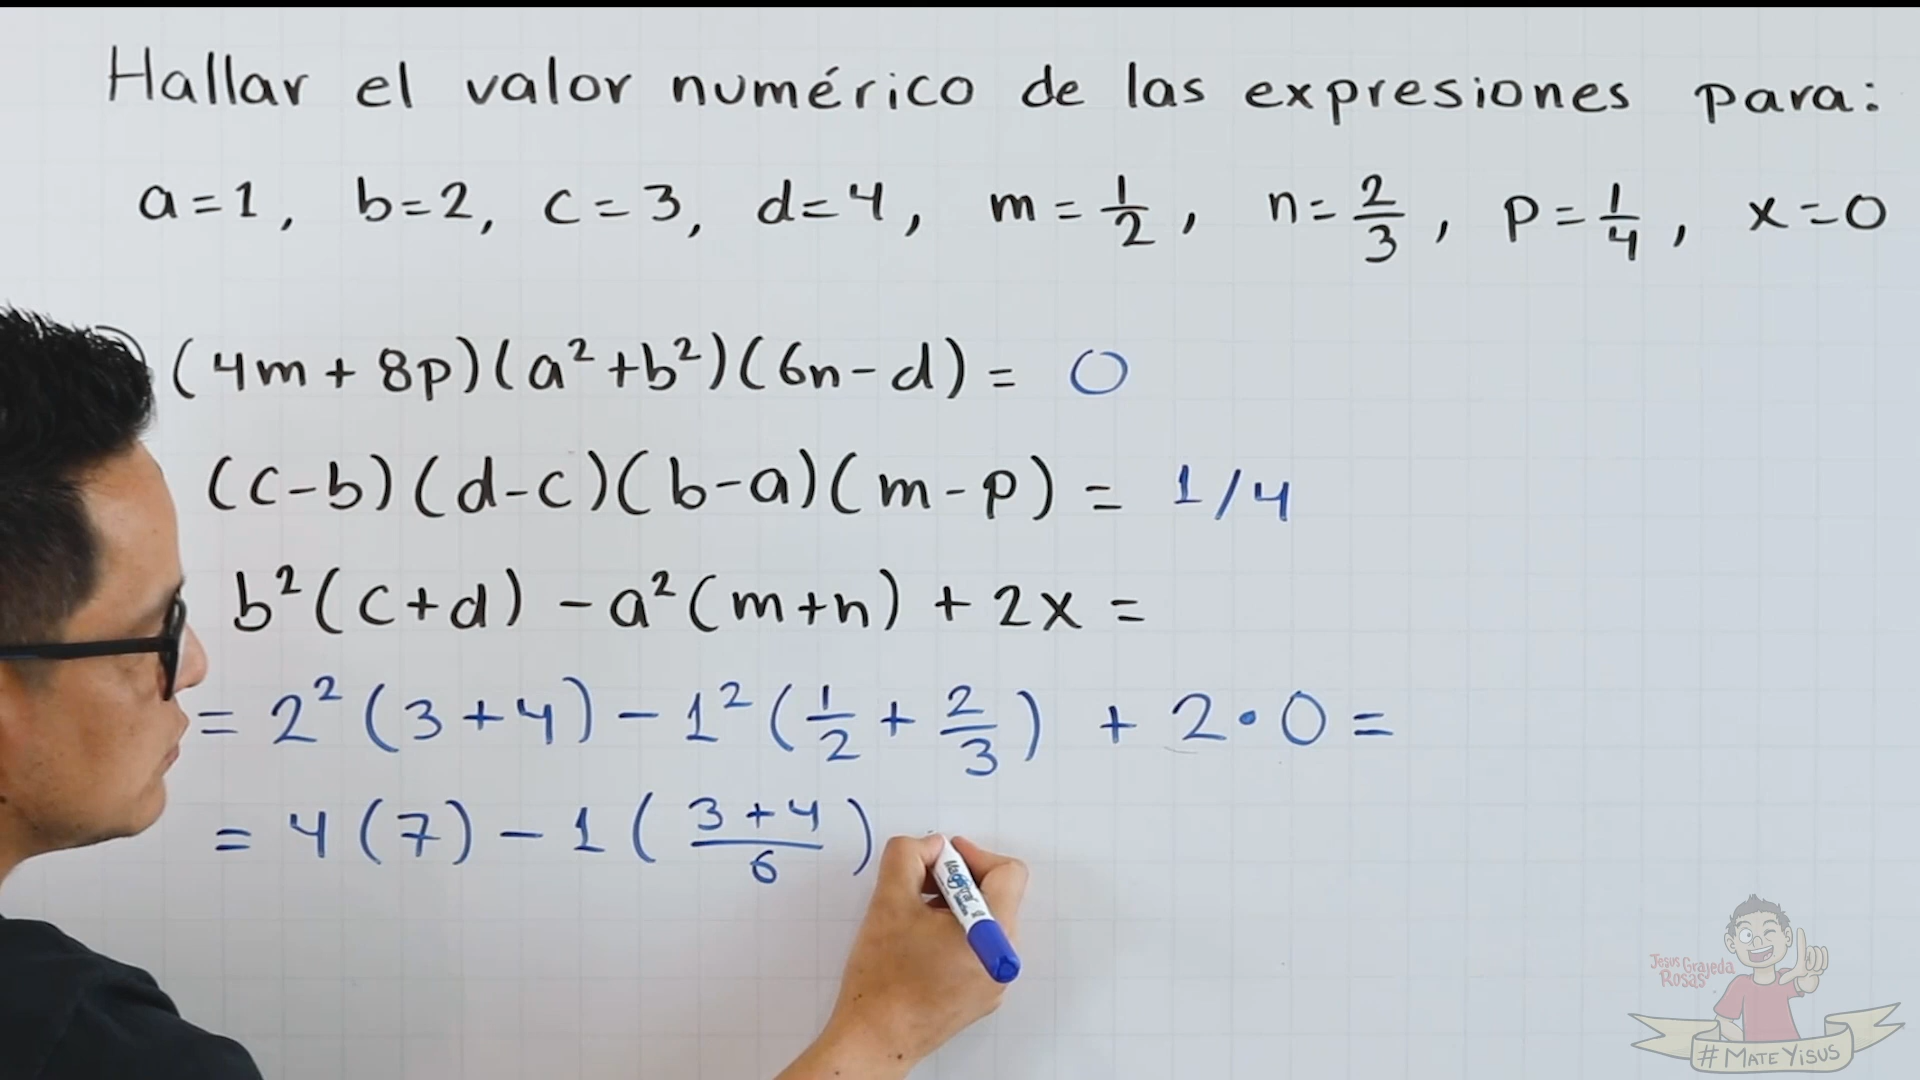 Hallar el valor numérico de las expresiones para:
a=1, b=2, c=3, d=4, m=1/2, n=2/3, p=1/4, x=0
(4m+8p)(a²+b²)(6n-d)= 0
(c-b)(d-c)(b-a)(m-p)= 1/4
b²(c+d)-a²(m+n)+2x=
=2²(3+4)-1²(1/2+2/3)+2•0=
=4(7)-1(3+4/6)
Magistral
Jesus Grajeda
Rosas
#MATEYISUS